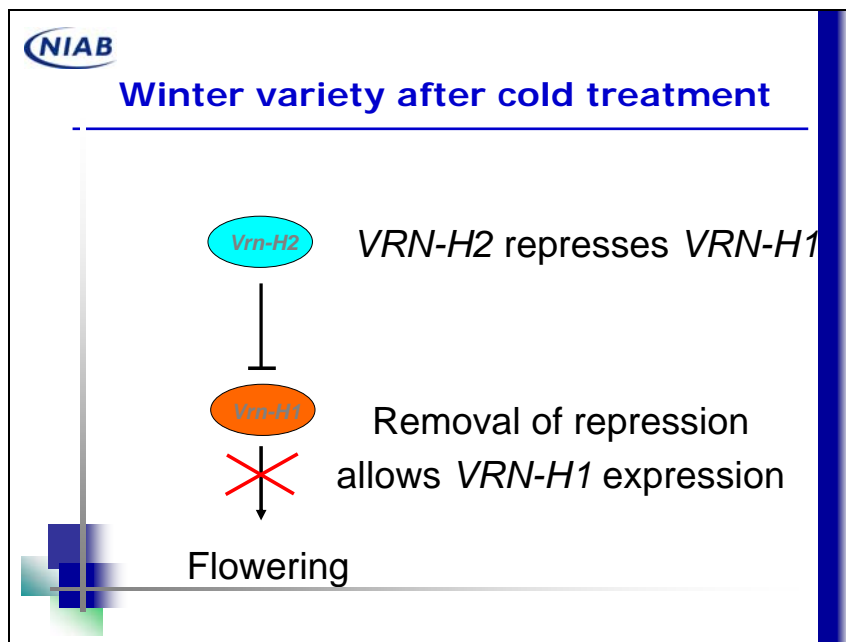 NIAB
Winter variety after cold treatment
Vrn-H2
VRN-H2 represses VRN-H1
Vrn-H1
Removal of repression
allows VRN-H1 expression
Flowering